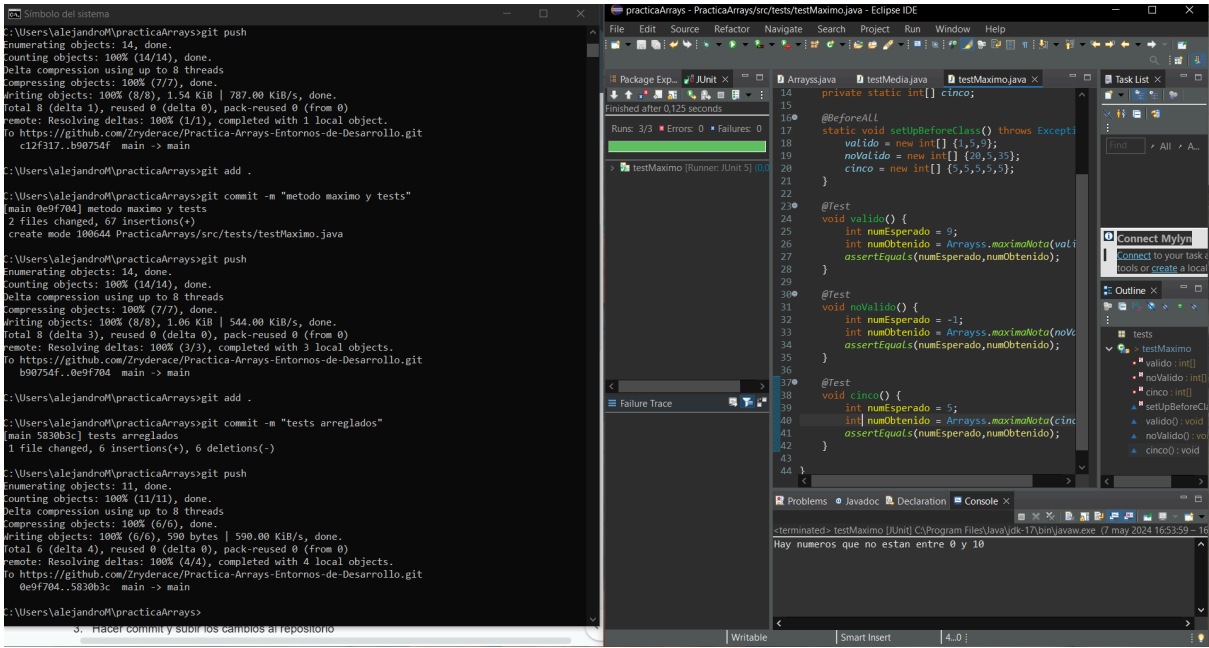 Símbolo del sistema
C:\Users\alejandroM\practicaArrays>git push
Enumerating objects: 14, done.
Counting objects: 100% (14/14), done.
Delta compression using up to 8 threads
Compressing objects: 100% (7/7), done.
Writing objects: 100% (8/8), 1.54 KiB | 787.00 KiB/s, done.
Total 8 (delta 1), reused 0 (delta 0), pack-reused 0 (from 0)
remote: Resolving deltas: 100% (1/1), completed with 1 local object.
To https://github.com/Zryderace/Practica-Arrays-Entornos-de-Desarrollo.git
c12f317..b90754f  main -> main
C:\Users\alejandroM\practicaArrays>git add .
C:\Users\alejandroM\practicaArrays>git commit -m "metodo maximo y tests"
[main 0e9f704] metodo maximo y tests
2 files changed, 67 insertions(+)
create mode 100644 PracticaArrays/src/tests/testMaximo.java
C:\Users\alejandroM\practicaArrays>git push
Enumerating objects: 14, done.
Counting objects: 100% (14/14), done.
Delta compression using up to 8 threads
Compressing objects: 100% (7/7), done.
Writing objects: 100% (8/8), 1.06 KiB | 544.00 KiB/s, done.
Total 8 (delta 3), reused 0 (delta 0), pack-reused 0 (from 0)
remote: Resolving deltas: 100% (3/3), completed with 3 local objects.
To https://github.com/Zryderace/Practica-Arrays-Entornos-de-Desarrollo.git
b90754f..0e9f704  main -> main
C:\Users\alejandroM\practicaArrays>git add .
C:\Users\alejandroM\practicaArrays>git commit -m "tests arreglados"
[main 5830b3c] tests arreglados
1 file changed, 6 insertions(+), 6 deletions(-)
C:\Users\alejandroM\practicaArrays>git push
Enumerating objects: 11, done.
Counting objects: 100% (11/11), done.
Delta compression using up to 8 threads
Compressing objects: 100% (6/6), done.
Writing objects: 100% (6/6), 590 bytes | 590.00 KiB/s, done.
Total 6 (delta 4), reused 0 (delta 0), pack-reused 0 (from 0)
remote: Resolving deltas: 100% (4/4), completed with 4 local objects.
To https://github.com/Zryderace/Practica-Arrays-Entornos-de-Desarrollo.git
0e9f704..5830b3c  main -> main
C:\Users\alejandroM\practicaArrays>
3. Hacer commit y subir los cambios al repositorio
practicaArrays - PracticaArrays/src/tests/testMaximo.java - Eclipse IDE
File Edit Source Refactor Navigate Search Project Run Window Help
Package Exp... JUnit
Finished after 0,125 seconds
Runs: 3/3 Errors: 0 Failures: 0
testMaximo [Runner: JUnit 5] (0,0
Failure Trace
Arrayss.java testMedia.java testMaximo.java
14 private static int[] cinco;
15
16 @BeforeAll
17 static void setUpBeforeClass() throws Excepti
18 valido = new int[] {1,5,9};
19 noValido = new int[] {20,5,35};
20 cinco = new int[] {5,5,5,5,5};
21 }
22
23 @Test
24 void valido() {
25 int numEsperado = 9;
26 int numObtenido = Arrayss.maximaNota(vali
27 assertEquals(numEsperado,numObtenido);
28 }
29
30 @Test
31 void noValido() {
32 int numEsperado = -1;
33 int numObtenido = Arrayss.maximaNota(noVa
34 assertEquals(numEsperado,numObtenido);
35 }
36
37 @Test
38 void cinco() {
39 int numEsperado = 5;
40 int numObtenido = Arrayss.maximaNota(cinc
41 assertEquals(numEsperado,numObtenido);
42 }
43
44 }
Task List
Find All A...
Connect Mylyn
Connect to your task a
tools or create a local
Outline
tests
testMaximo
valido : int[]
noValido : int[]
cinco : int[]
setUpBeforeCla
valido() : void
noValido() : voi
cinco() : void
Problems Javadoc Declaration Console
<terminated> testMaximo [JUnit] C:\Program Files\Java\jdk-17\bin\javaw.exe (7 may 2024 16:53:59 – 16
Hay numeros que no estan entre 0 y 10
Writable Smart Insert 4...0